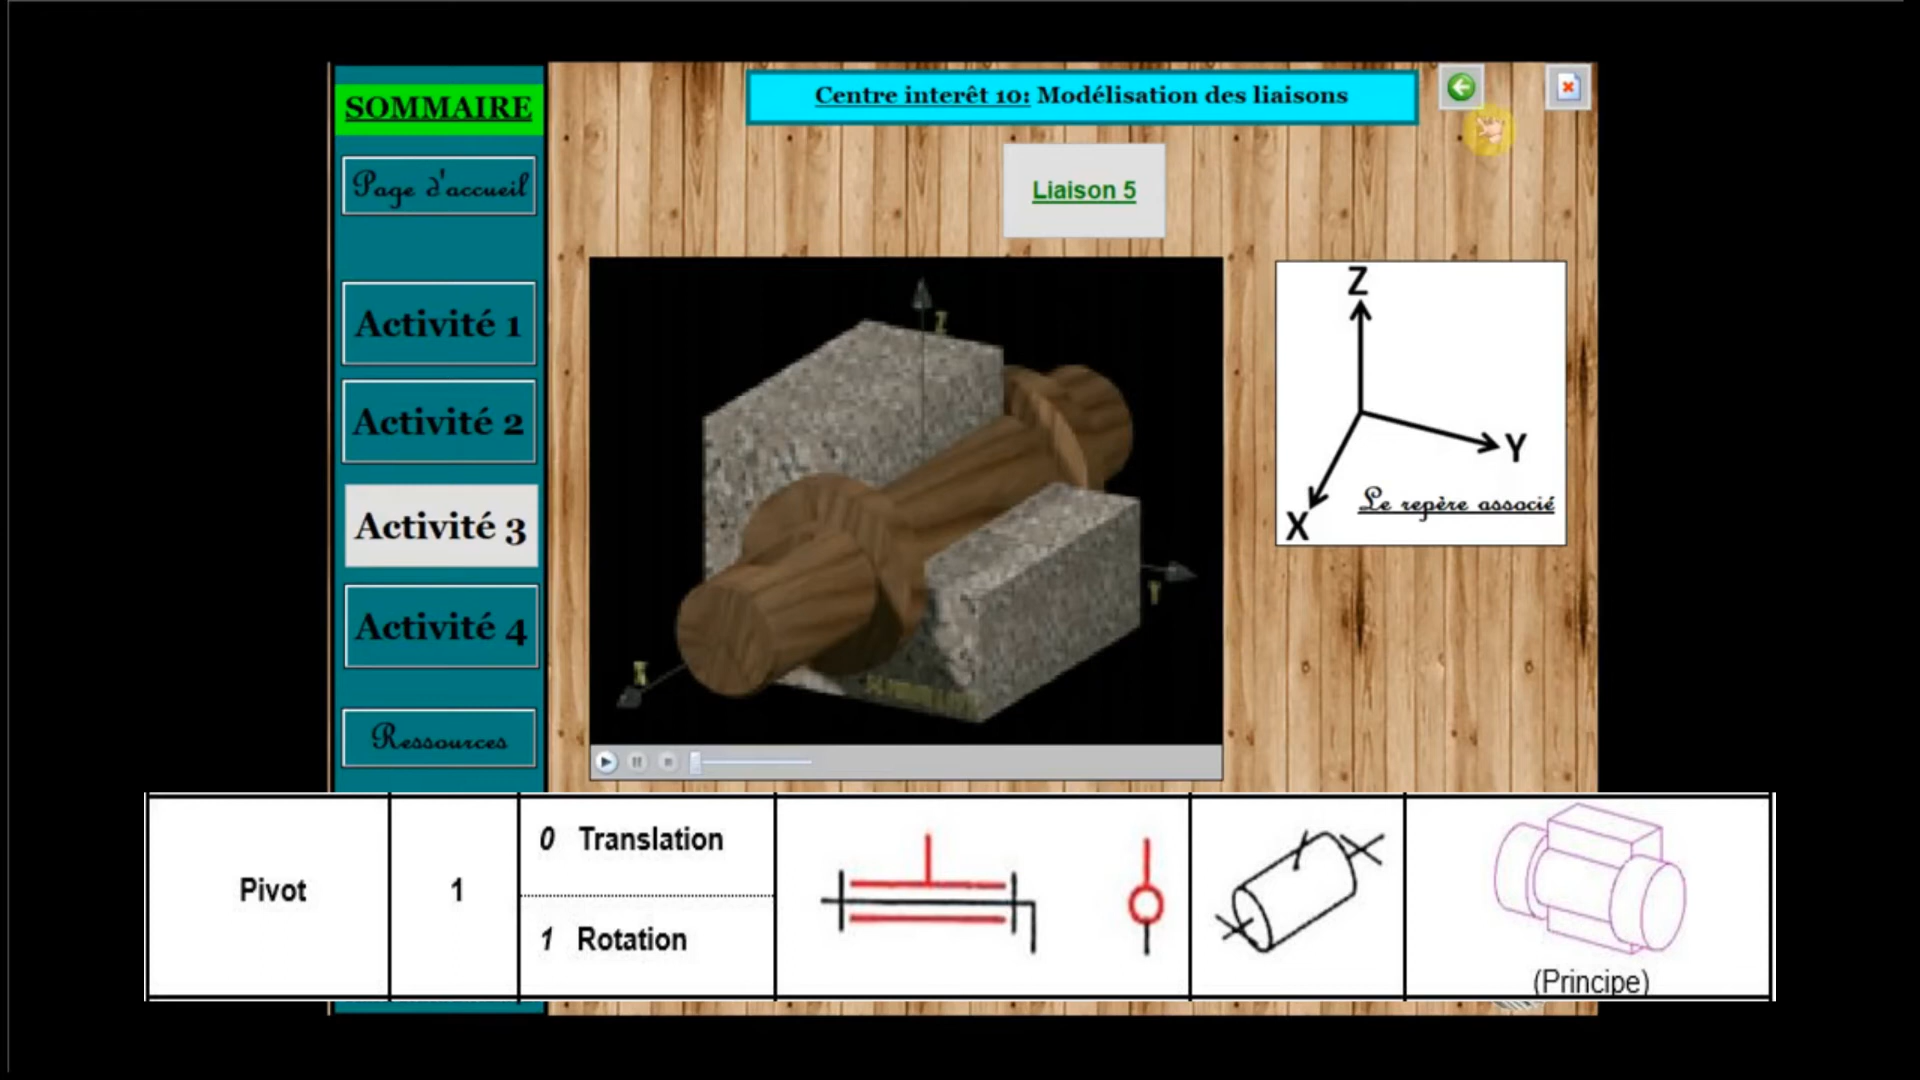 SOMMAIRE
Page d'accueil
Activité 1
Activité 2
Activité 3
Activité 4
Ressources
Centre interêt 10: Modélisation des liaisons
Liaison 5
Z
Z
Y
X
Le repère associé
Pivot
1
0 Translation
1 Rotation
(Principe)